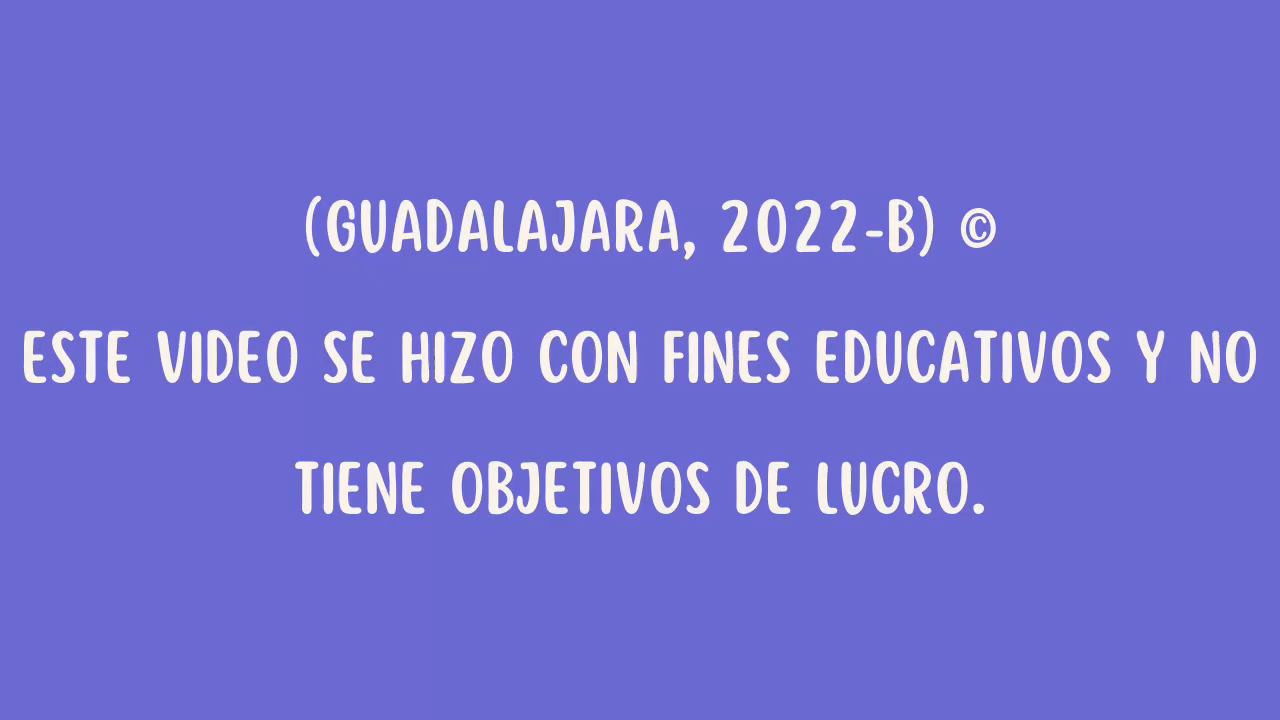 (GUADALAJARA, 2022-B) ©
ESTE VIDEO SE HIZO CON FINES EDUCATIVOS Y NO
TIENE OBJETIVOS DE LUCRO.